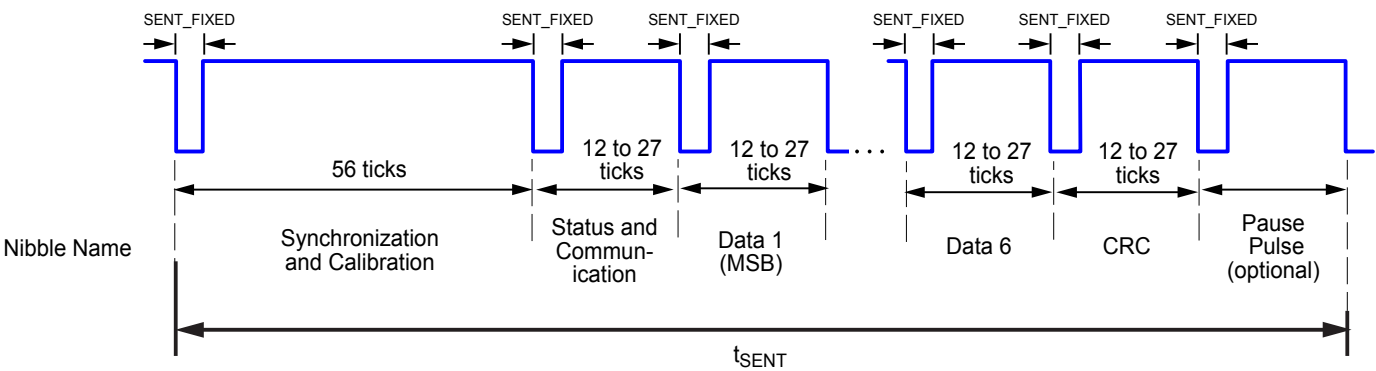 SENT_FIXED SENT_FIXED SENT_FIXED SENT_FIXED SENT_FIXED SENT_FIXED
56 ticks
12 to 27
ticks
12 to 27
ticks
. . .
12 to 27
ticks
12 to 27
ticks
Nibble Name
Synchronization
and Calibration
Status and
Commun-
ication
Data 1
(MSB)
Data 6
CRC
Pause
Pulse
(optional)
tSENT